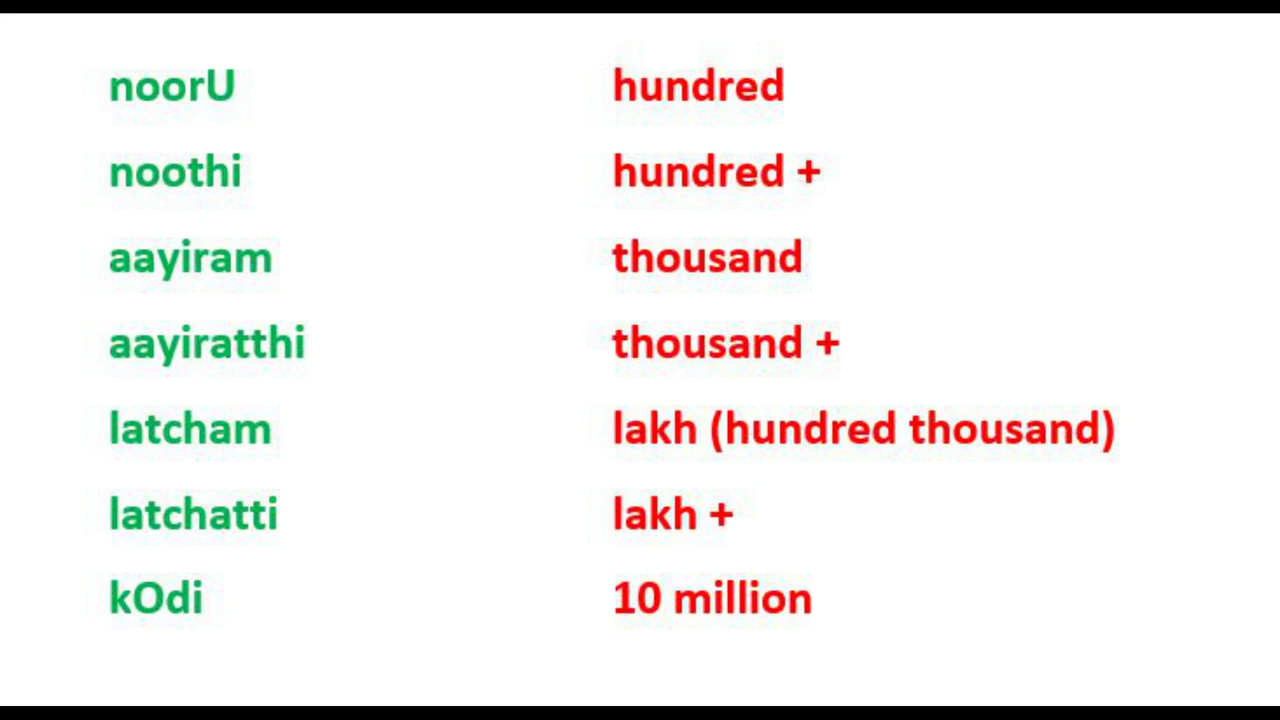 noorU hundred
noothi hundred +
aayiram thousand
aayiratthi thousand +
latcham lakh (hundred thousand)
latchatti lakh +
kOdi 10 million